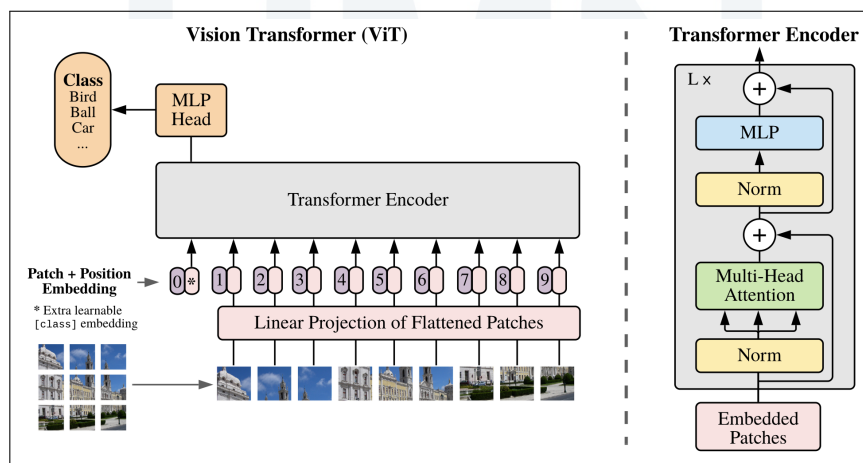 Vision Transformer (ViT)
Class
Bird
Ball
Car
...
MLP
Head
Transformer Encoder
Patch + Position
Embedding
0 * 1 2 3 4 5 6 7 8 9
* Extra learnable
[class] embedding
Linear Projection of Flattened Patches
Transformer Encoder
L ×
+
MLP
Norm
+
Multi-Head
Attention
Norm
Embedded
Patches